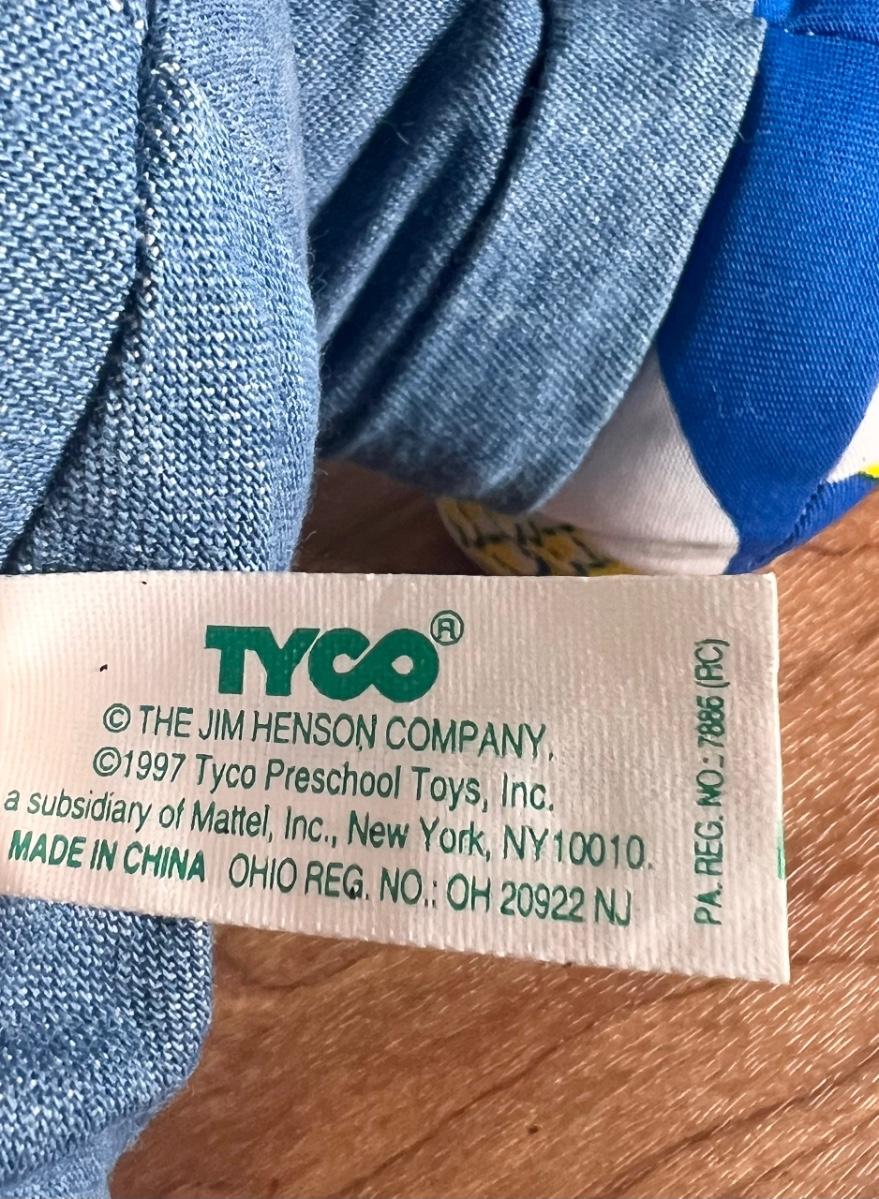 TYCO®
© THE JIM HENSON COMPANY.
©1997 Tyco Preschool Toys, Inc.
a subsidiary of Mattel, Inc., New York, NY10010.
MADE IN CHINA OHIO REG. NO.: OH 20922 NJ
PA. REG. NO.: 7886 (RC)